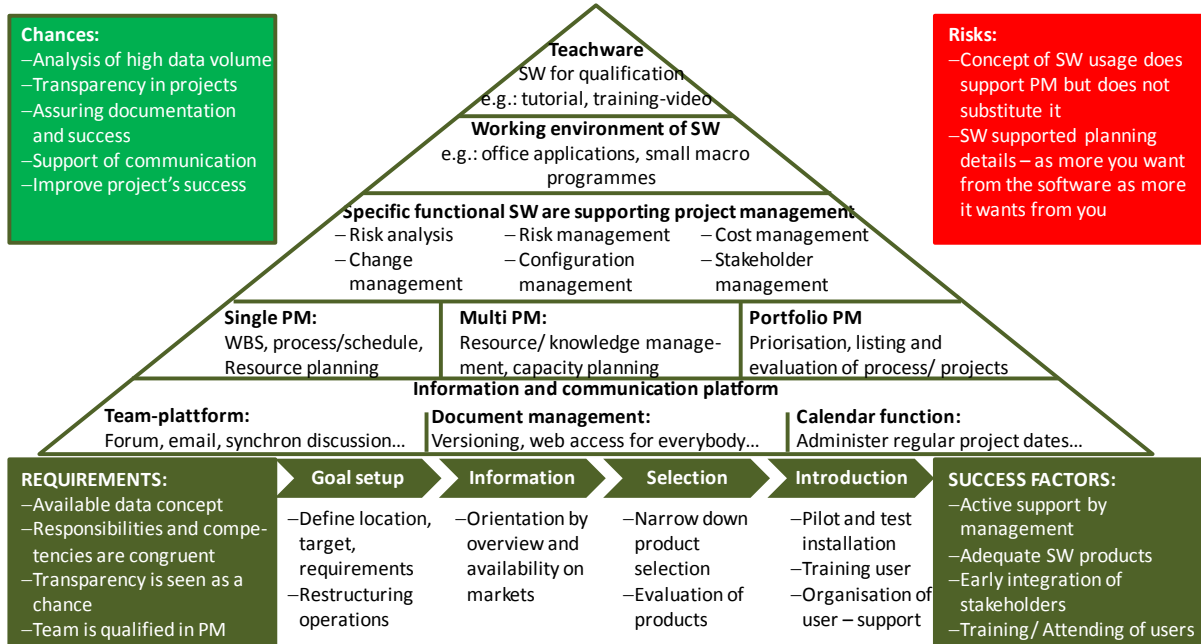 Chances:
–Analysis of high data volume
–Transparency in projects
–Assuring documentation
and success
–Support of communication
–Improve project's success
Teachware
SW for qualification
e.g.: tutorial, training-video
Working environment of SW
e.g.: office applications, small macro
programmes
Specific functional SW are supporting project management
– Risk analysis
– Change
management
– Risk management
– Configuration
management
– Cost management
– Stakeholder
management
Risks:
–Concept of SW usage does
support PM but does not
substitute it
–SW supported planning
details – as more you want
from the software as more
it wants from you
Single PM:
WBS, process/schedule,
Resource planning
Multi PM:
Resource/ knowledge manage-
ment, capacity planning
Portfolio PM
Priorisation, listing and
evaluation of process/ projects
Information and communication platform
Team-plattform:
Forum, email, synchron discussion...
Document management:
Versioning, web access for everybody...
Calendar function:
Administer regular project dates...
REQUIREMENTS:
–Available data concept
–Responsibilities and compe-
tencies are congruent
–Transparency is seen as a
chance
–Team is qualified in PM
Goal setup
–Define location,
target,
requirements
–Restructuring
operations
Information
–Orientation by
overview and
availability on
markets
Selection
–Narrow down
product
selection
–Evaluation of
products
Introduction
–Pilot and test
installation
–Training user
–Organisation of
user – support
SUCCESS FACTORS:
–Active support by
management
–Adequate SW products
–Early integration of
stakeholders
–Training / Attending of users